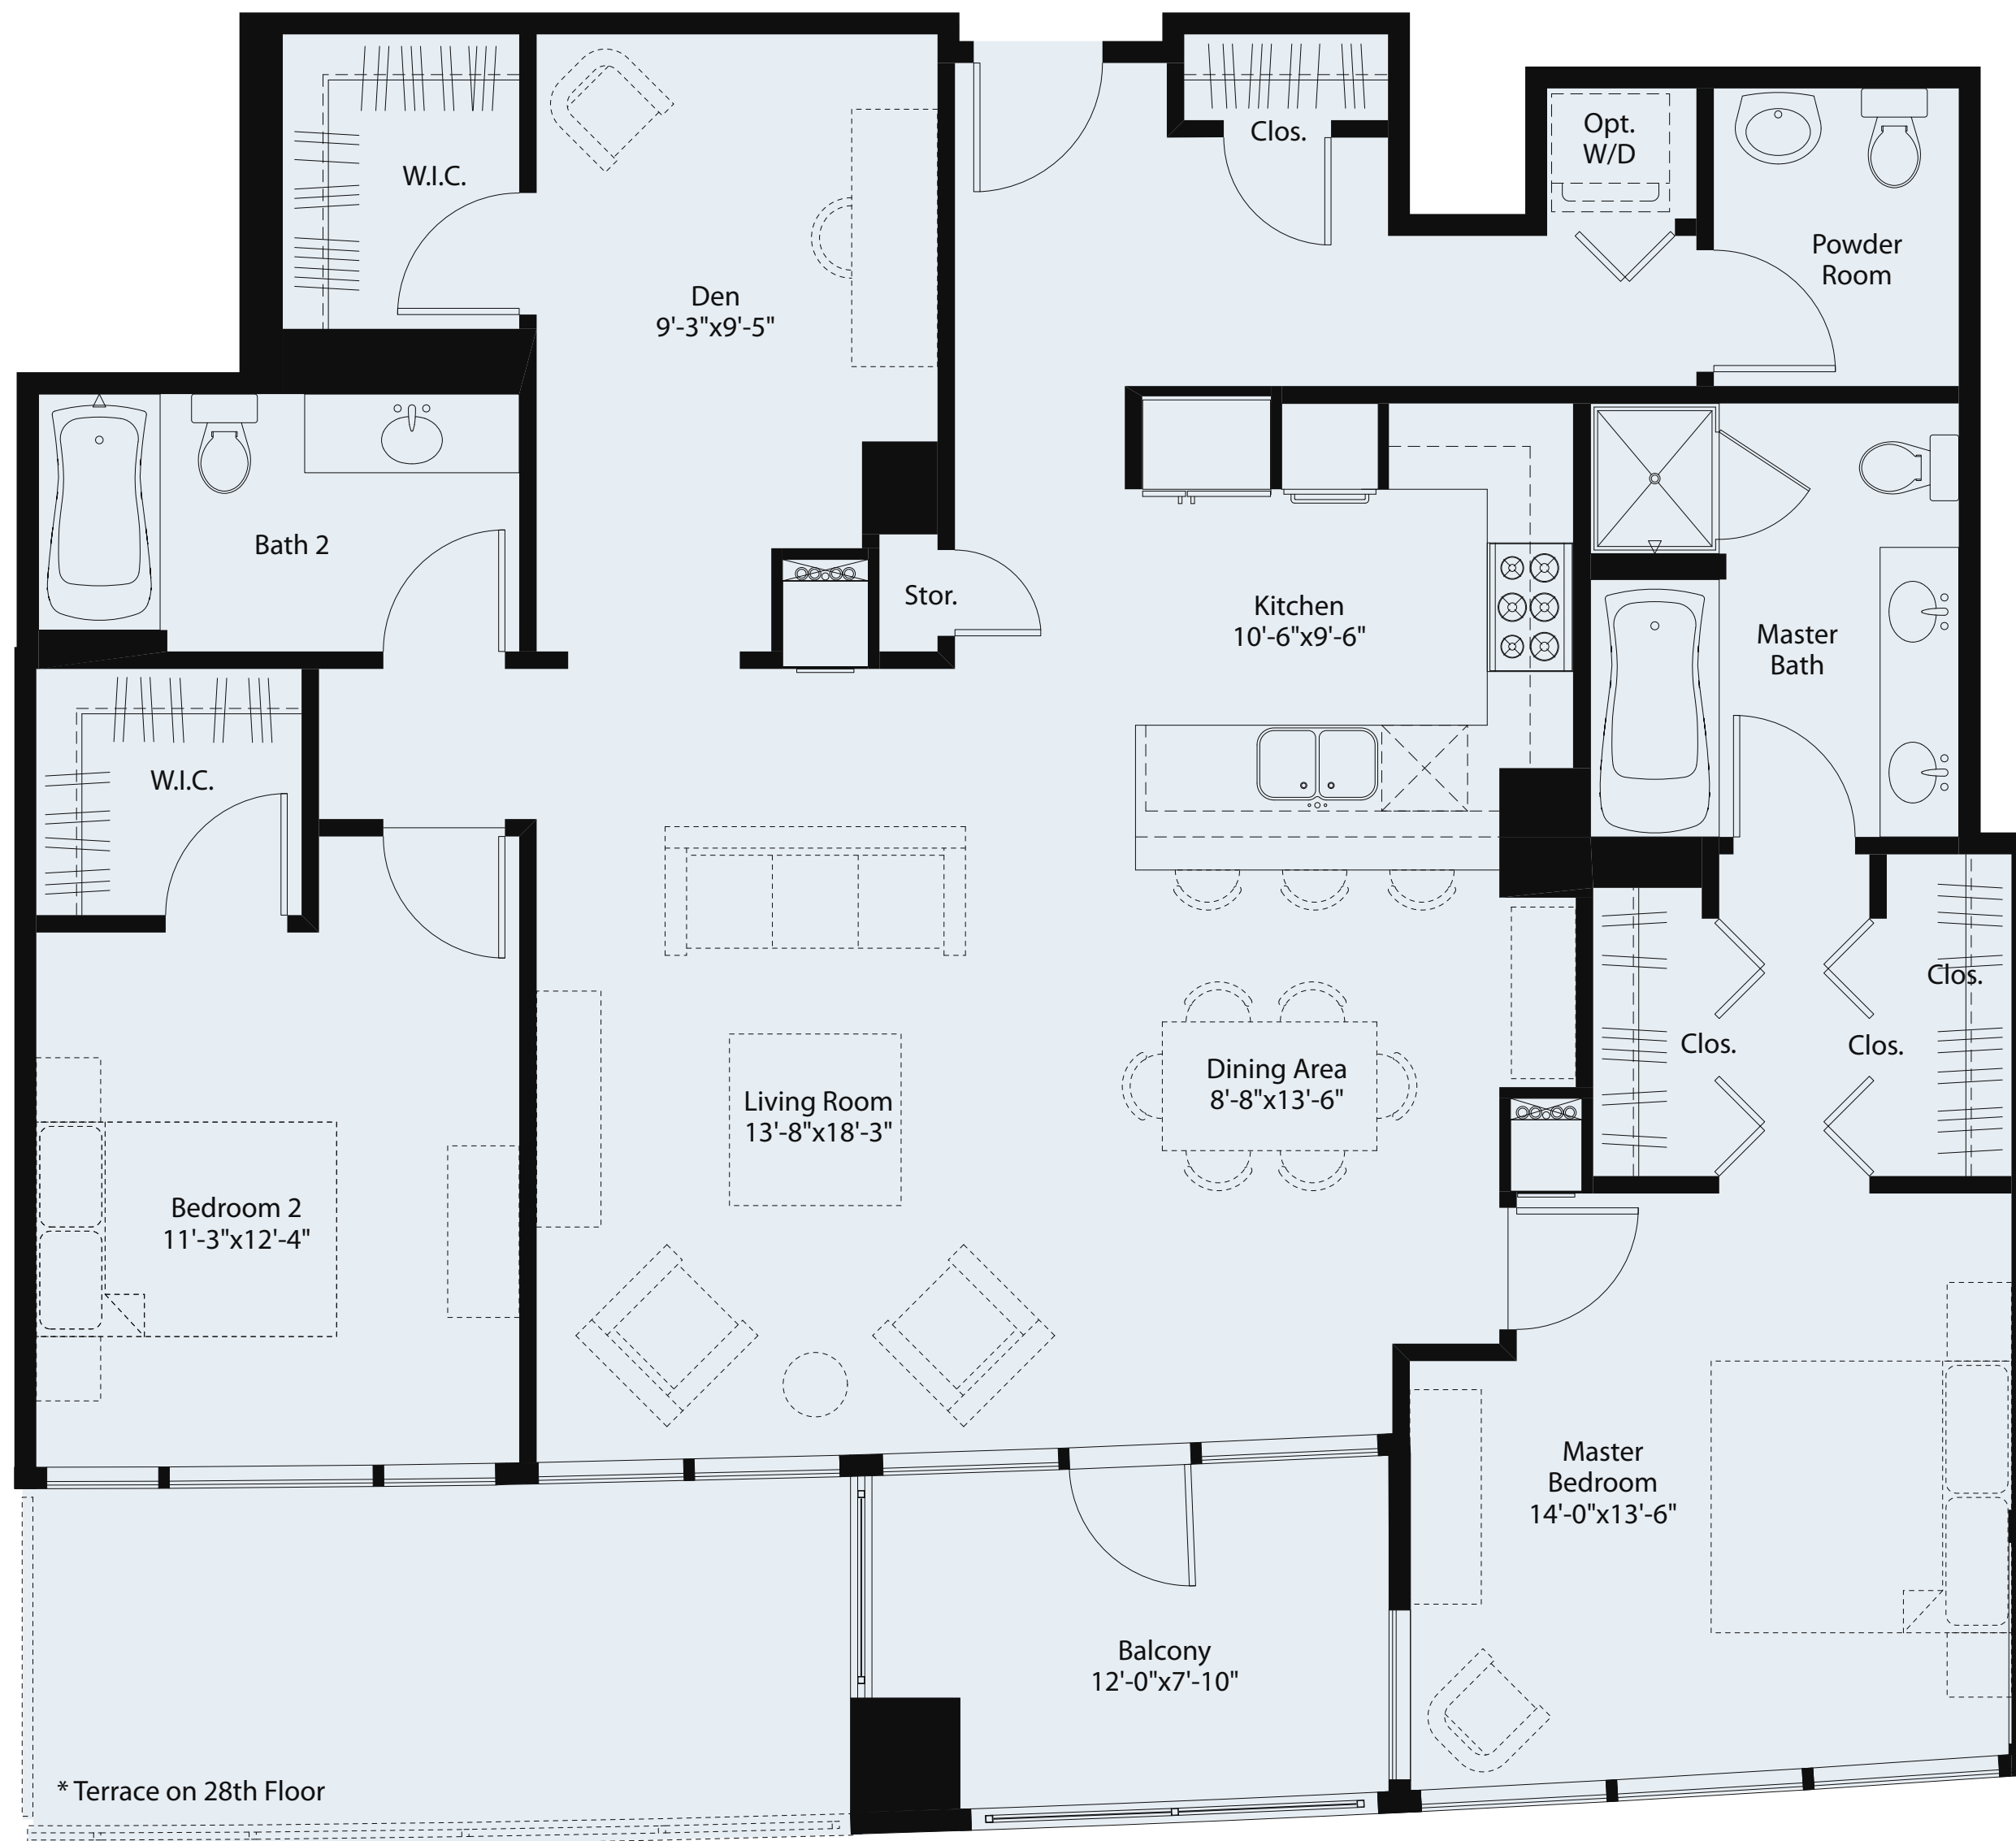 Clos.
Opt.
W/D
W.I.C.
Powder
Room
Den
9'-3"x9'-5"
Bath 2
Stor.
Kitchen
10'-6"x9'-6"
Master
Bath
W.I.C.
Clos.
Clos.
Clos.
Dining Area
8'-8"x13'-6"
Living Room
13'-8"x18'-3"
Bedroom 2
11'-3"x12'-4"
Master
Bedroom
14'-0"x13'-6"
Balcony
12'-0"x7'-10"
* Terrace on 28th Floor